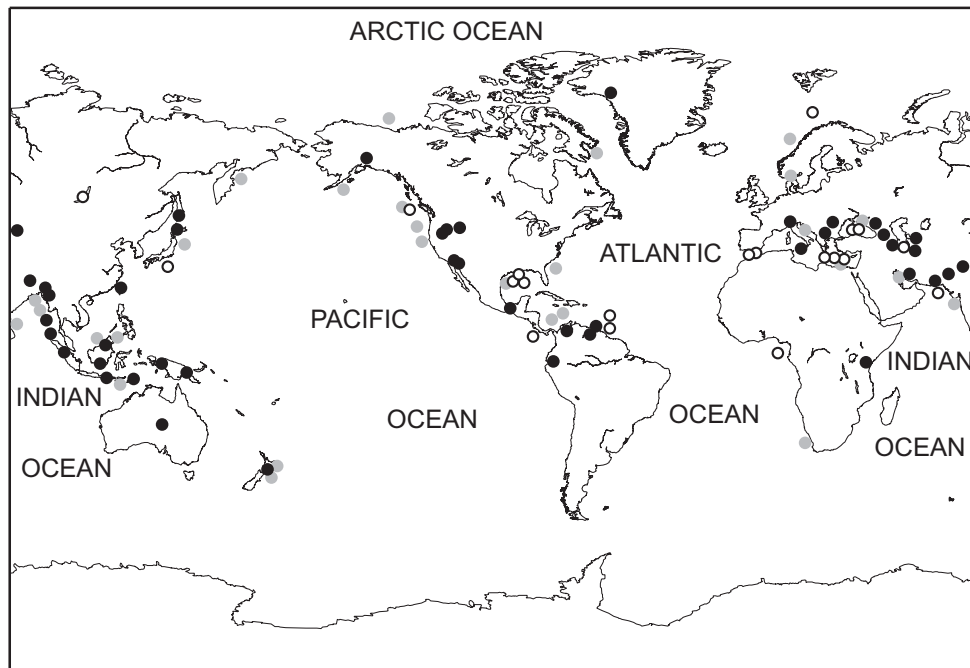 ARCTIC OCEAN
ATLANTIC
PACIFIC
INDIAN
INDIAN
OCEAN
OCEAN
OCEAN
OCEAN